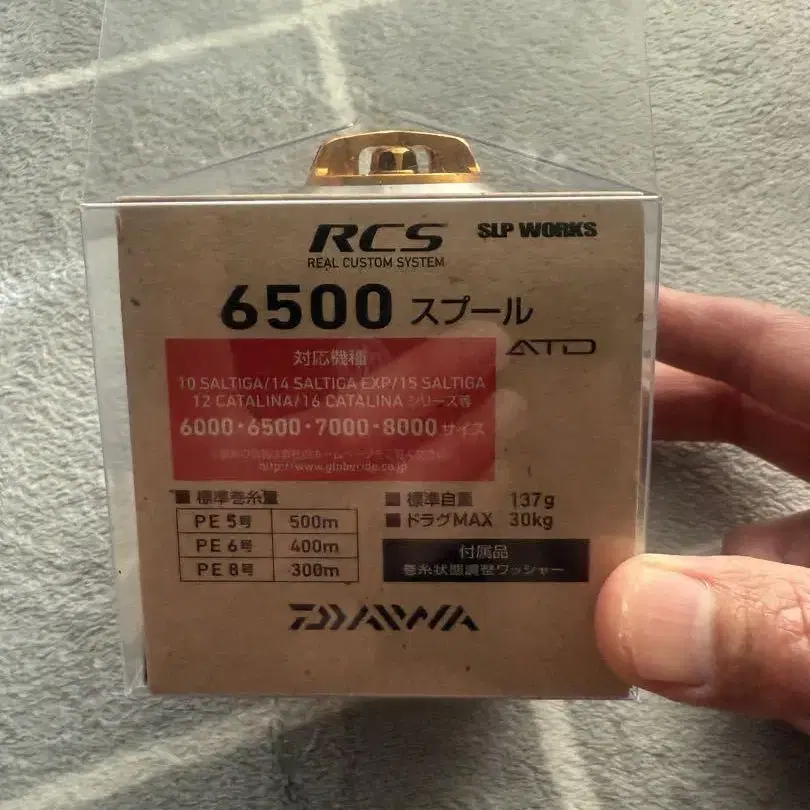 RCS SLP WORKS
REAL CUSTOM SYSTEM
6500 スプール
ATD
対応機種
10 SALTIGA/14 SALTIGA EXP/15 SALTIGA
12 CATALINA/16 CATALINA シリーズ等
6000・6500・7000・8000 サイズ
http://www.globeride.co.jp
■ 標準巻糸量
PE 5号 500m
PE 6号 400m
PE 8号 300m
■ 標準自重 137g
■ ドラグMAX 30kg
付属品
巻糸状態調整ワッシャー
DAIWA